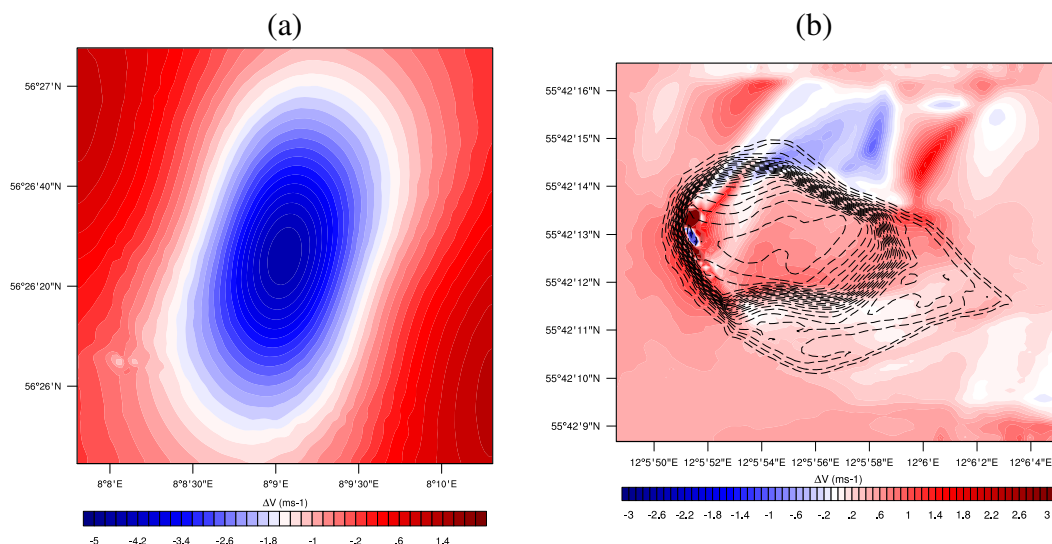 (a)
(b)
56°27'N
56°26'40"N
56°26'20"N
56°26'N
8°8'E
8°8'30"E
8°9'E
8°9'30"E
8°10'E
ΔV (ms-1)
-5 -4.2 -3.4 -2.6 -1.8 -1 -.2 .6 1.4
55°42'16"N
55°42'15"N
55°42'14"N
55°42'13"N
55°42'12"N
55°42'11"N
55°42'10"N
55°42'9"N
12°5'50"E 12°5'52"E 12°5'54"E 12°5'56"E 12°5'58"E 12°6'E 12°6'2"E 12°6'4"E
ΔV (ms-1)
-3 -2.6 -2.2 -1.8 -1.4 -1 -.6 -.2 .2 .6 1 1.4 1.8 2.2 2.6 3